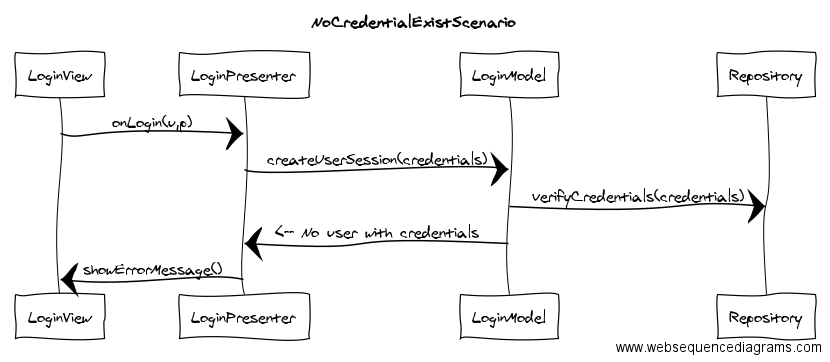 NoCredentialExistScenario
LoginView
LoginPresenter
LoginModel
Repository
onLogin(u,p)
createUserSession(credentials)
verifyCredentials(credentials)
<-- No user with credentials
showErrorMessage()
LoginView
LoginPresenter
LoginModel
Repository
www.websequencediagrams.com